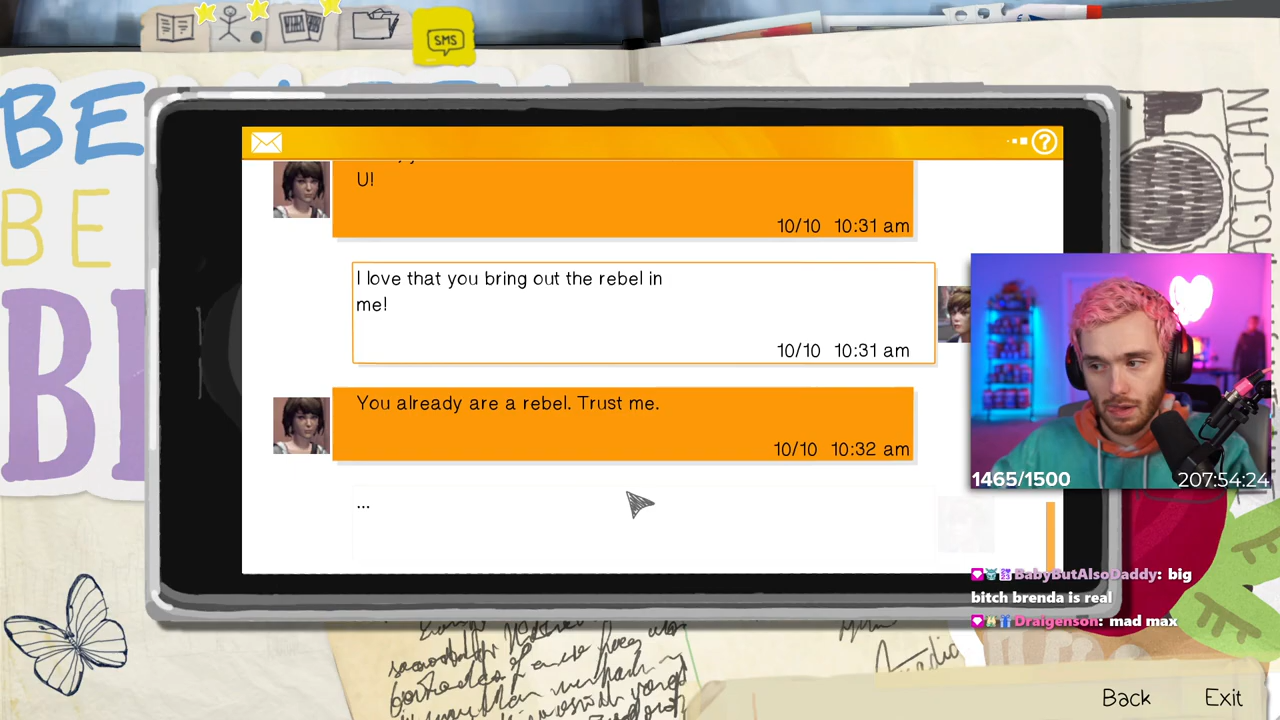 SMS
BE
BE
U!
10/10 10:31 am
I love that you bring out the rebel in
me!
10/10 10:31 am
You already are a rebel. Trust me.
10/10 10:32 am
...
1465/1500
207:54:24
BabyButAlsoDaddy: big
bitch brenda is real
Draigenson: mad max
Back
Exit